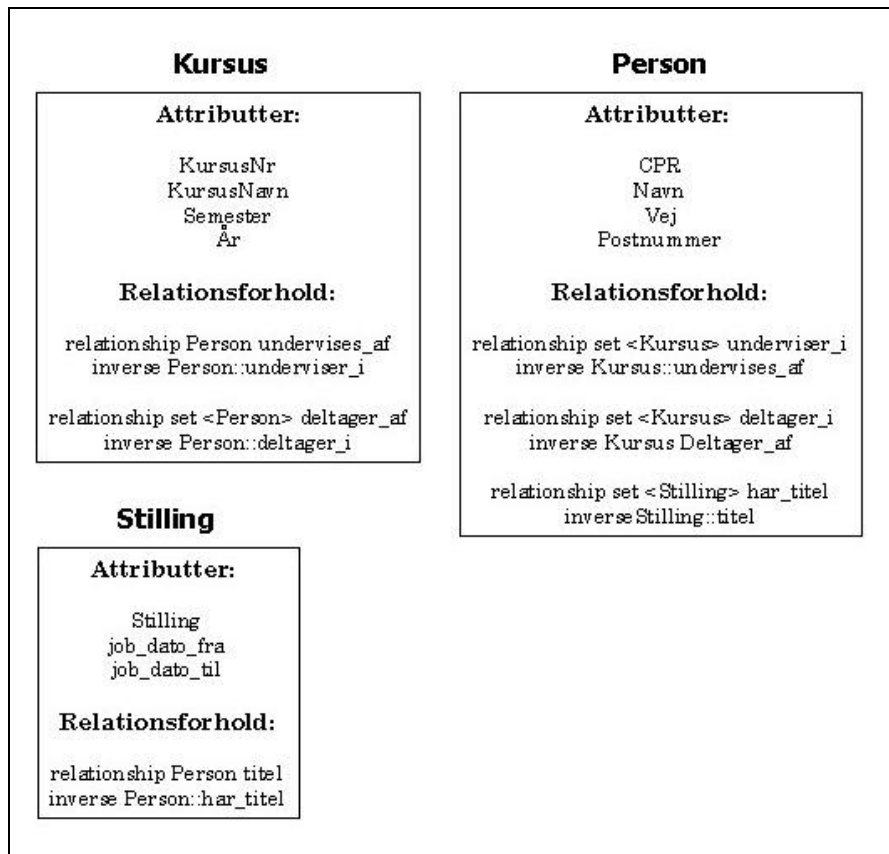 Kursus
Attributter:
KursusNr
KursusNavn
Semester
År
Relationsforhold:
relationship Person undervises_af
inverse Person::underviser_i
relationship set <Person> deltager_af
inverse Person::deltager_i
Person
Attributter:
CPR
Navn
Vej
Postnummer
Relationsforhold:
relationship set <Kursus> underviser_i
inverse Kursus::undervises_af
relationship set <Kursus> deltager_i
inverse Kursus Deltager_af
relationship set <Stilling> har_titel
inverseStilling::titel
Stilling
Attributter:
Stilling
job_dato_fra
job_dato_til
Relationsforhold:
relationship Person titel
inverse Person::har_titel